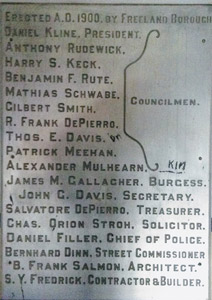 ERECTED A.D. 1900, BY FREELAND BOROUGH
DANIEL KLINE, PRESIDENT.
ANTHONY RUDEWICK.
HARRY S. KECK.
BENJAMIN F. RUTE.
MATHIAS SCHWABE.
GILBERT SMITH.
COUNCILMEN.
R. FRANK DEPIERRO.
THOS. E. DAVIS.
PATRICK MEEHAN.
ALEXANDER MULHEARN.
JAMES M. GALLAGHER, BURGESS.
JOHN G. DAVIS, SECRETARY.
SALVATORE DEPIERRO, TREASURER.
CHAS. ORION STROH, SOLICITOR.
DANIEL FILLER, CHIEF OF POLICE.
BERNHARD DINN, STREET COMMISSIONER
"B. FRANK SALMON, ARCHITECT."
S. Y. FREDRICK, CONTRACTOR & BUILDER.